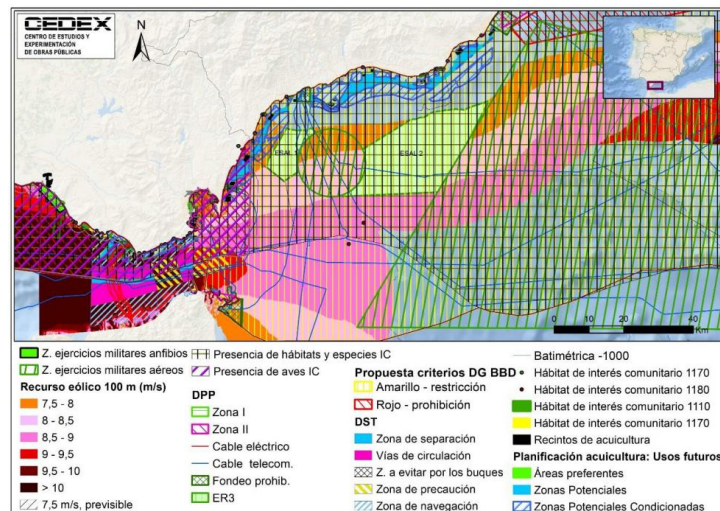 CEDEX
CENTRO DE ESTUDIOS Y
EXPERIMENTACIÓN
DE OBRAS PÚBLICAS
N
ESAL 2
0 10 20 40
Km
Z. ejercicios militares anfibios
Z. ejercicios militares aéreos
Recurso eólico 100 m (m/s)
7,5 - 8
8 - 8,5
8,5 - 9
9 - 9,5
9,5 - 10
> 10
7,5 m/s, previsible
Presencia de hábitats y especies IC
Presencia de aves IC
DPP
Zona I
Zona II
Cable eléctrico
Cable telecom.
Fondeo prohib.
ER3
Propuesta criterios DG BBD
Amarillo - restricción
Rojo - prohibición
DST
Zona de separación
Vías de circulación
Z. a evitar por los buques
Zona de precaución
Zona de navegación
Batimétrica -1000
Hábitat de interés comunitario 1170
Hábitat de interés comunitario 1180
Hábitat de interés comunitario 1110
Hábitat de interés comunitario 1170
Recintos de acuicultura
Planificación acuicultura: Usos futuros
Áreas preferentes
Zonas Potenciales
Zonas Potenciales Condicionadas